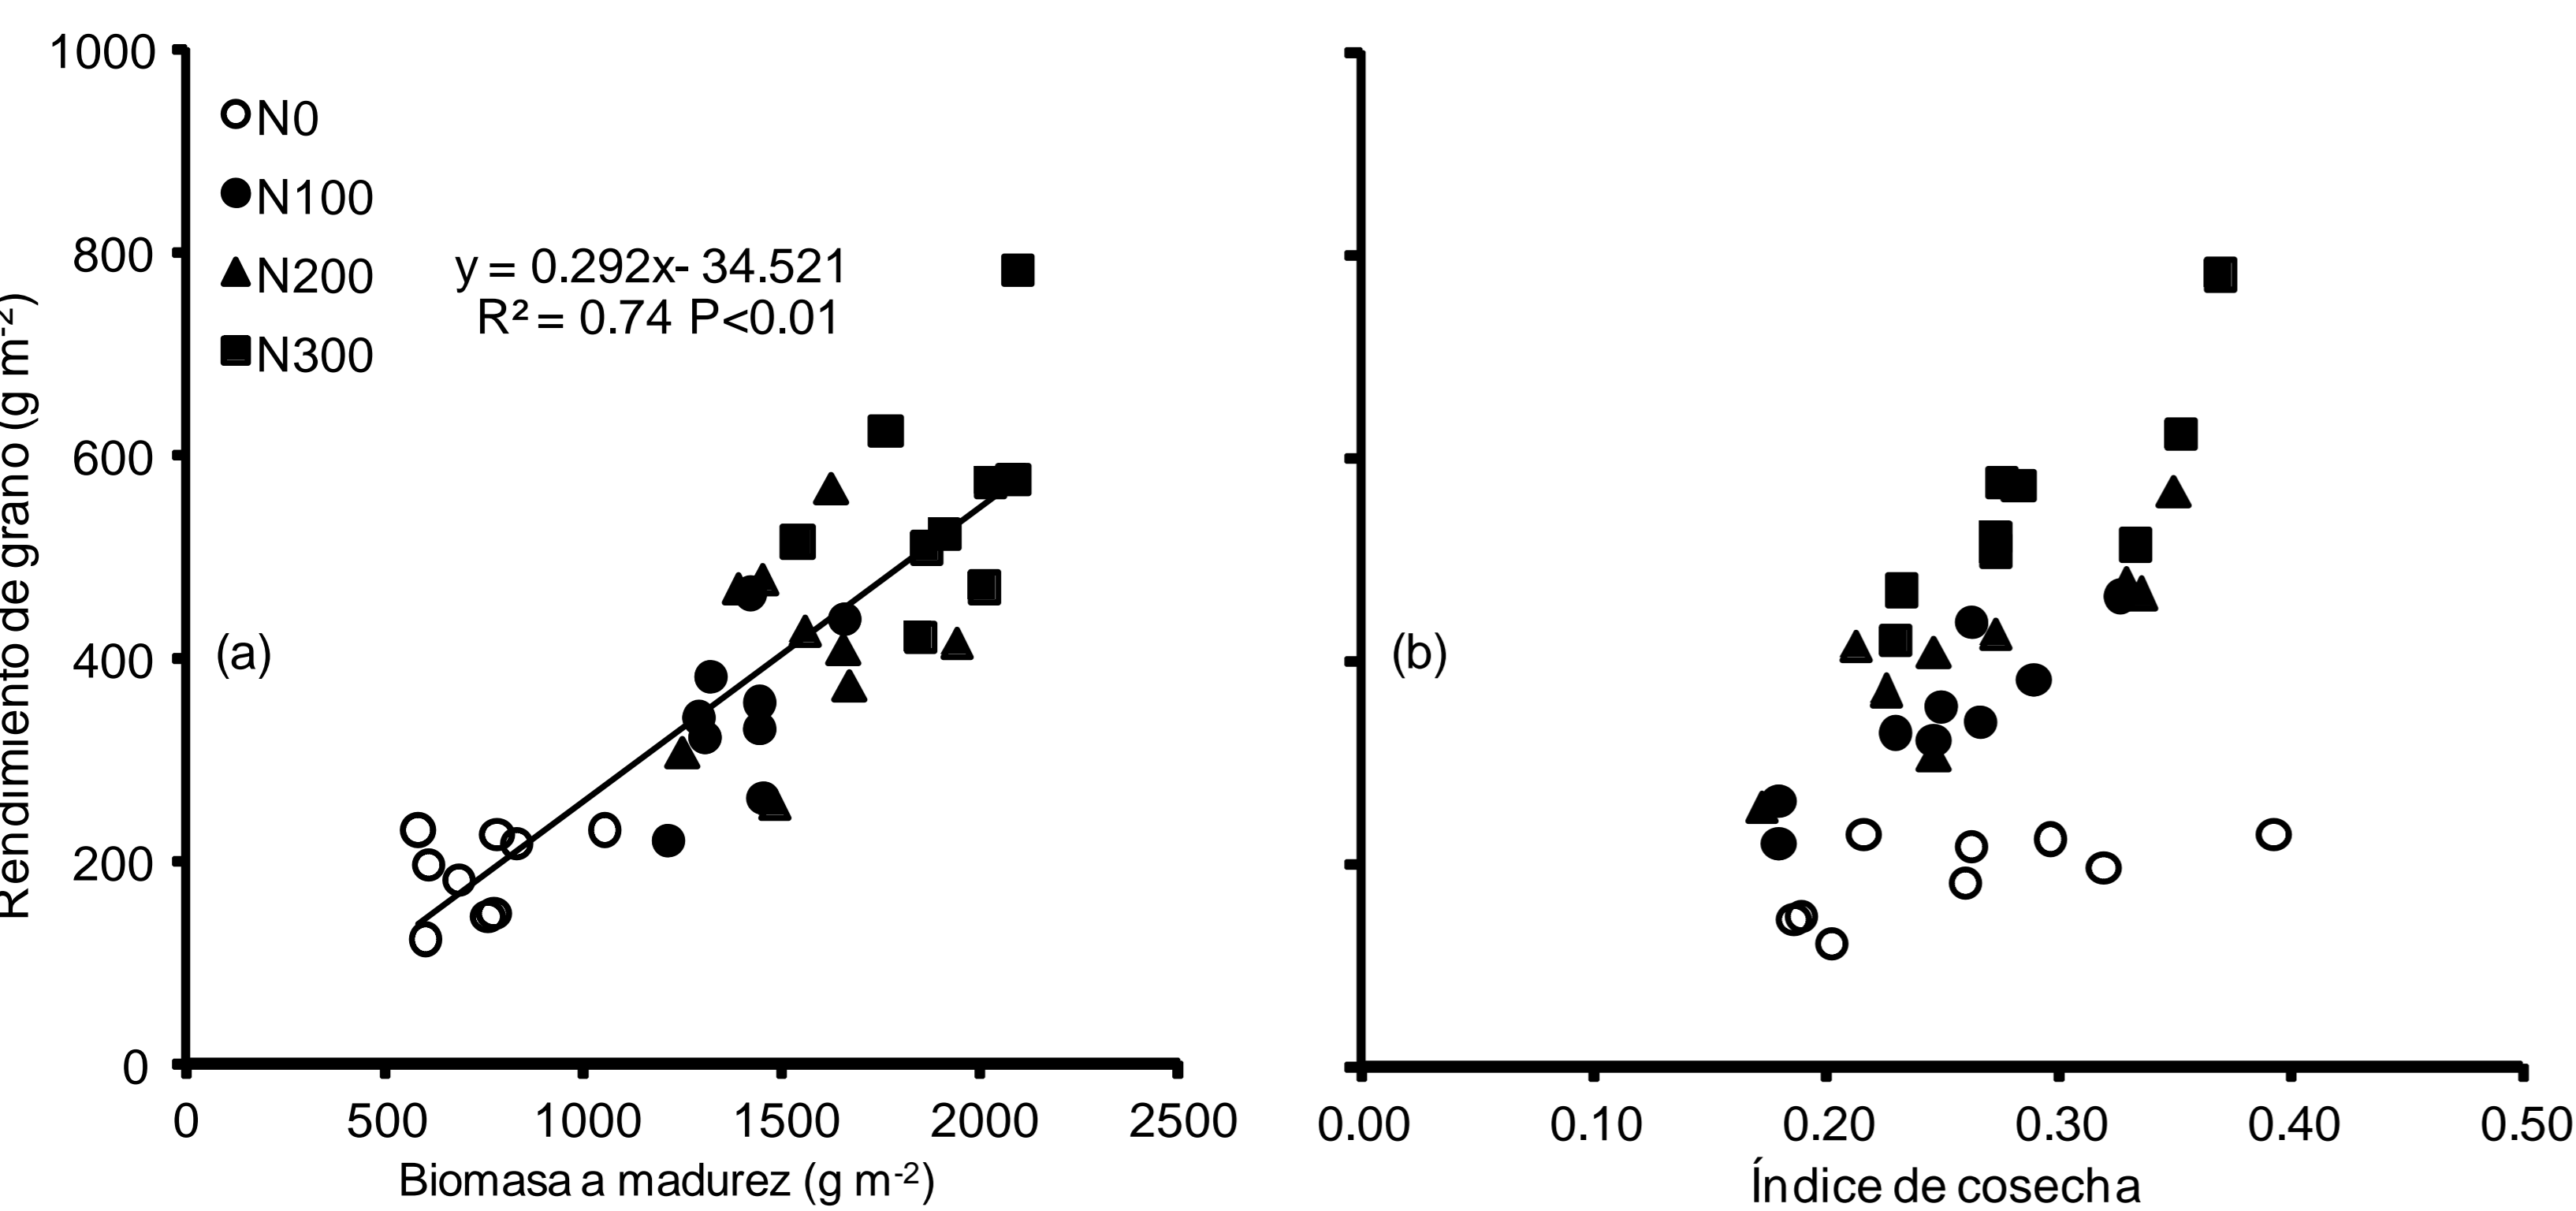 Rendimiento de grano (g m⁻²)
1000
800
600
400
200
0
N0
N100
N200
N300
y = 0.292x- 34.521
R² = 0.74 P<0.01
(a)
0 500 1000 1500 2000 2500
Biomasa a madurez (g m⁻²)
(b)
0.00 0.10 0.20 0.30 0.40 0.50
Índice de cosecha